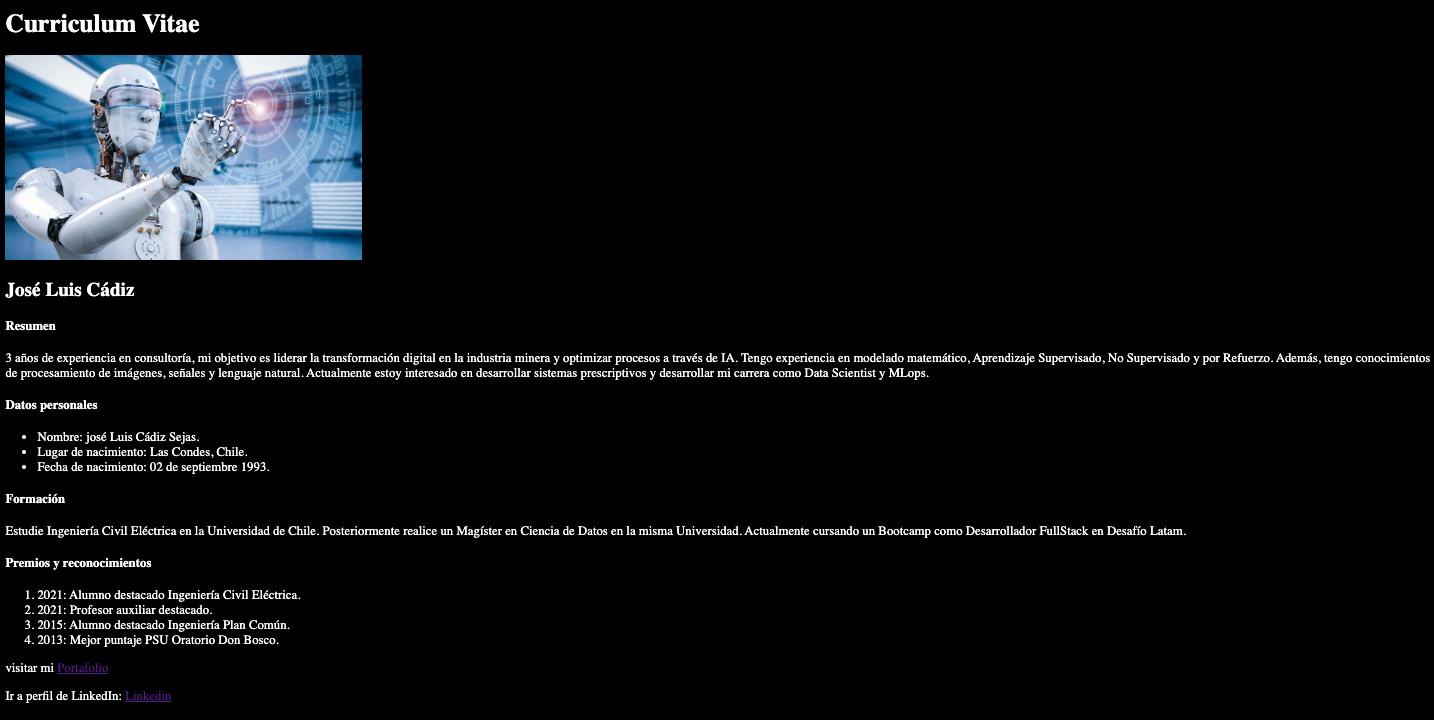 Curriculum Vitae
José Luis Cádiz
Resumen
3 años de experiencia en consultoría, mi objetivo es liderar la transformación digital en la industria minera y optimizar procesos a través de IA. Tengo experiencia en modelado matemático, Aprendizaje Supervisado, No Supervisado y por Refuerzo. Además, tengo conocimientos
de procesamiento de imágenes, señales y lenguaje natural. Actualmente estoy interesado en desarrollar sistemas prescriptivos y desarrollar mi carrera como Data Scientist y MLops.
Datos personales
• Nombre: josé Luis Cádiz Sejas.
• Lugar de nacimiento: Las Condes, Chile.
• Fecha de nacimiento: 02 de septiembre 1993.
Formación
Estudie Ingeniería Civil Eléctrica en la Universidad de Chile. Posteriormente realice un Magíster en Ciencia de Datos en la misma Universidad. Actualmente cursando un Bootcamp como Desarrollador FullStack en Desafío Latam.
Premios y reconocimientos
1. 2021: Alumno destacado Ingeniería Civil Eléctrica.
2. 2021: Profesor auxiliar destacado.
3. 2015: Alumno destacado Ingeniería Plan Común.
4. 2013: Mejor puntaje PSU Oratorio Don Bosco.
visitar mi Portafolio
Ir a perfil de LinkedIn: Linkedin